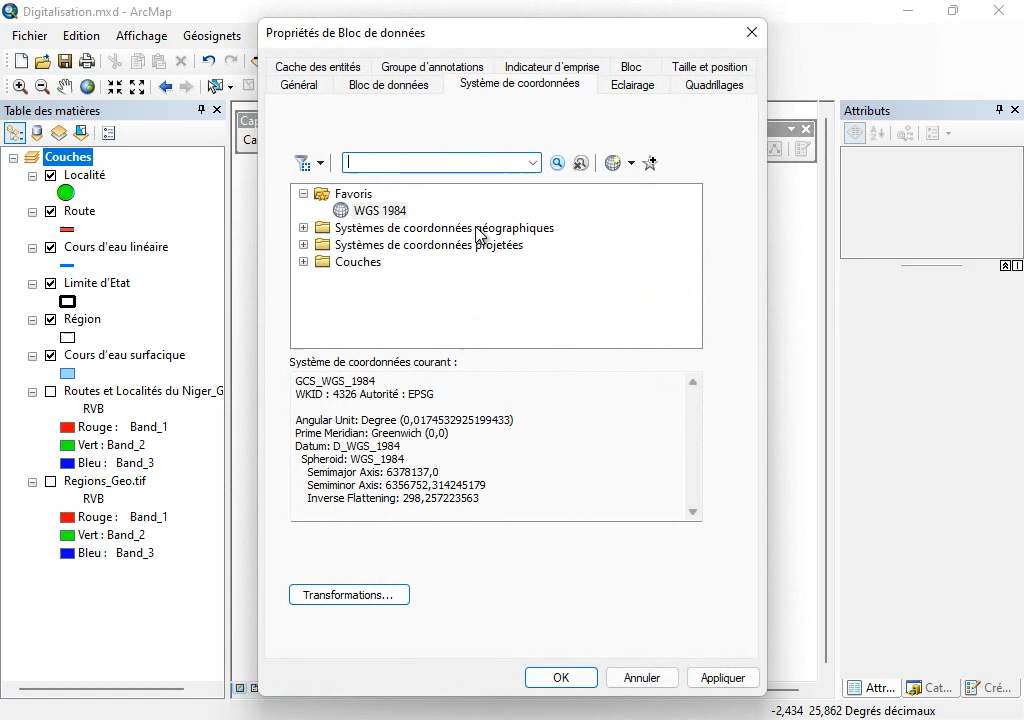 Digitalisation.mxd - ArcMap
Fichier Edition Affichage Géosignets
Table des matières
Couches
Localité
Route
Cours d'eau linéaire
Limite d'Etat
Région
Cours d'eau surfacique
Routes et Localités du Niger_G
RVB
Rouge : Band_1
Vert : Band_2
Bleu : Band_3
Regions_Geo.tif
RVB
Rouge : Band_1
Vert : Band_2
Bleu : Band_3
Propriétés de Bloc de données
Cache des entités Groupe d'annotations Indicateur d'emprise Bloc Taille et position
Général Bloc de données Système de coordonnées Eclairage Quadrillages
Favoris
WGS 1984
Systèmes de coordonnées géographiques
Systèmes de coordonnées projetées
Couches
Système de coordonnées courant :
GCS_WGS_1984
WKID : 4326 Autorité : EPSG
Angular Unit: Degree (0,0174532925199433)
Prime Meridian: Greenwich (0,0)
Datum: D_WGS_1984
Spheroid: WGS_1984
Semimajor Axis: 6378137,0
Semiminor Axis: 6356752,314245179
Inverse Flattening: 298,257223563
Transformations...
OK Annuler Appliquer
Attributs
Attr... Cat... Cré...
-2,434 25,862 Degrés décimaux